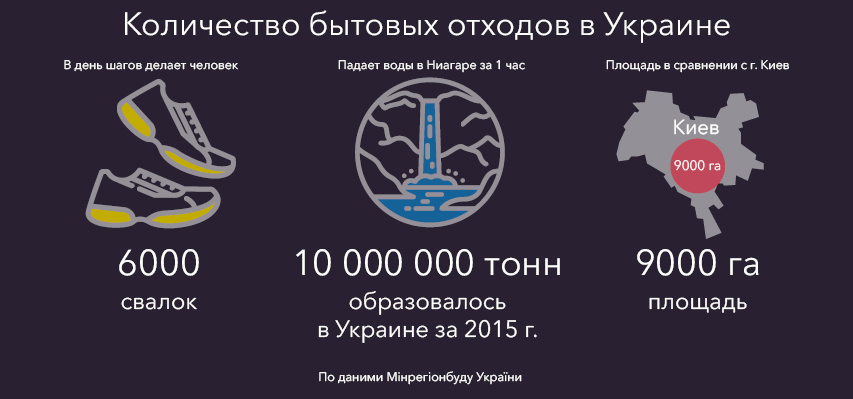 Количество бытовых отходов в Украине
В день шагов делает человек
Падает воды в Ниагаре за 1 час
Площадь в сравнении с г. Киев
Киев
9000 га
6000
свалок
10 000 000 тонн
образовалось
в Украине за 2015 г.
9000 га
площадь
По даними Мінрегіонбуду України